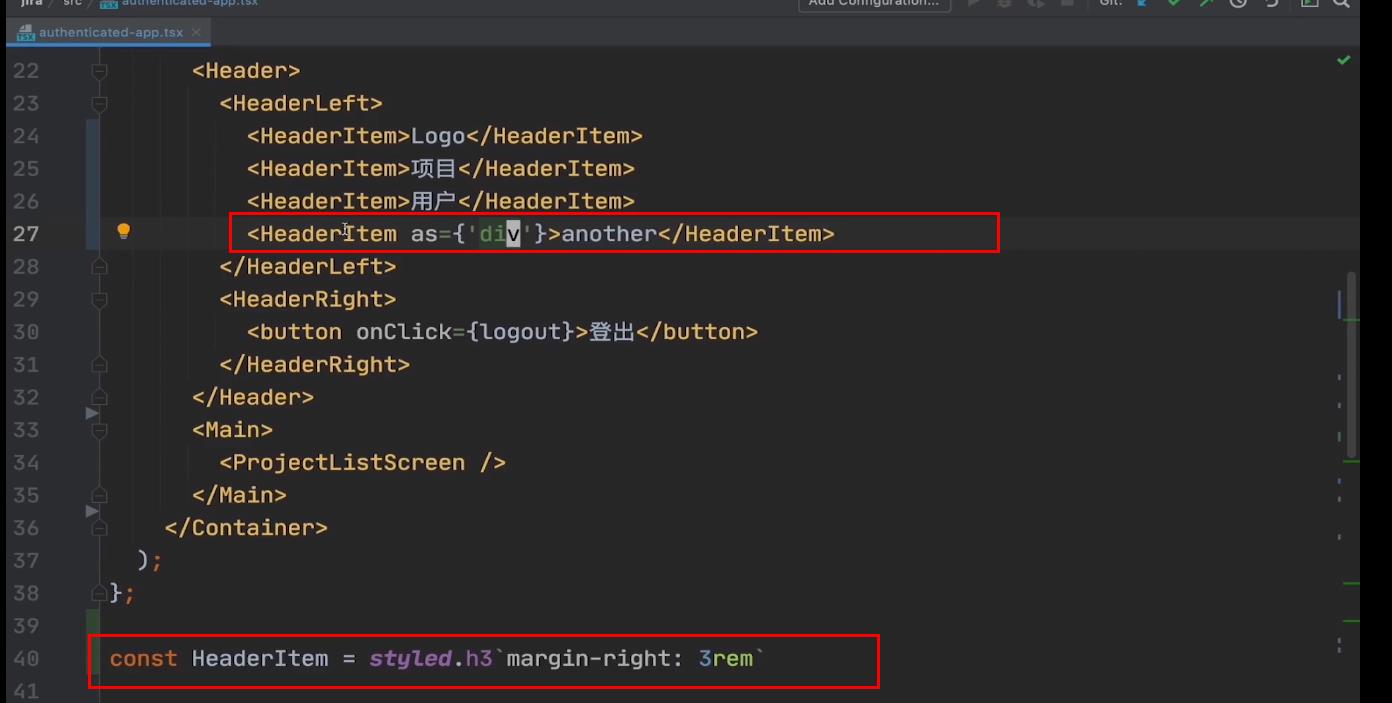 jira / src / authenticated-app.tsx Add Configuration... Git:
authenticated-app.tsx ×
22 <Header>
23 <HeaderLeft>
24 <HeaderItem>Logo</HeaderItem>
25 <HeaderItem>项目</HeaderItem>
26 <HeaderItem>用户</HeaderItem>
27 <HeaderItem as={'div'}>another</HeaderItem>
28 </HeaderLeft>
29 <HeaderRight>
30 <button onClick={logout}>登出</button>
31 </HeaderRight>
32 </Header>
33 <Main>
34 <ProjectListScreen />
35 </Main>
36 </Container>
37 );
38 };
39
40 const HeaderItem = styled.h3`margin-right: 3rem`
41